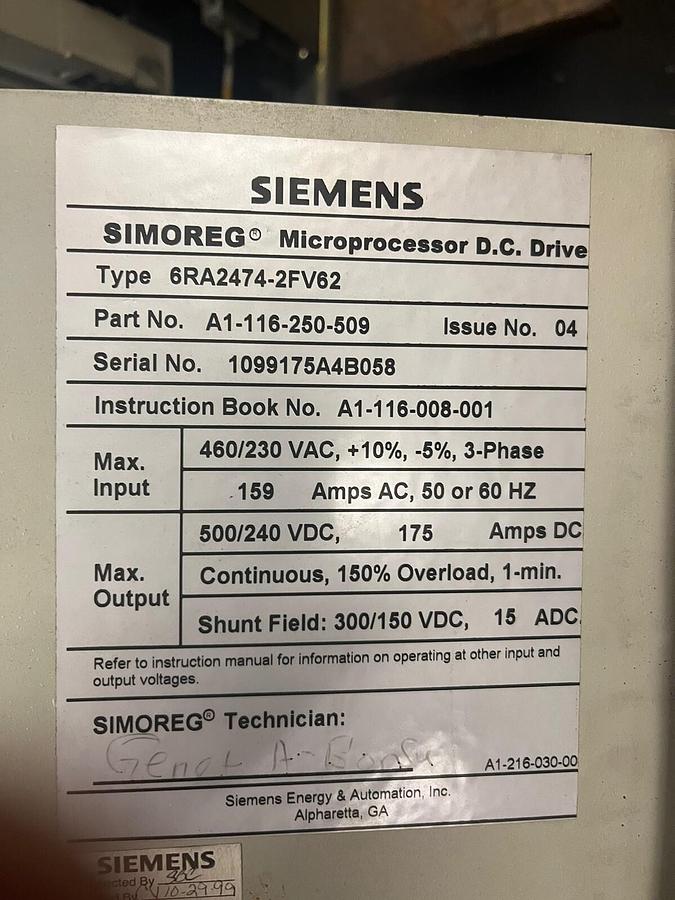 SIEMENS
SIMOREG® Microprocessor D.C. Drive
Type 6RA2474-2FV62
Part No. A1-116-250-509 Issue No. 04
Serial No. 1099175A4B058
Instruction Book No. A1-116-008-001
Max. Input
460/230 VAC, +10%, -5%, 3-Phase
159 Amps AC, 50 or 60 HZ
Max. Output
500/240 VDC, 175 Amps DC
Continuous, 150% Overload, 1-min.
Shunt Field: 300/150 VDC, 15 ADC
Refer to instruction manual for information on operating at other input and
output voltages.
SIMOREG® Technician:
A1-216-030-00
Siemens Energy & Automation, Inc.
Alpharetta, GA
SIEMENS
By
10-29-99